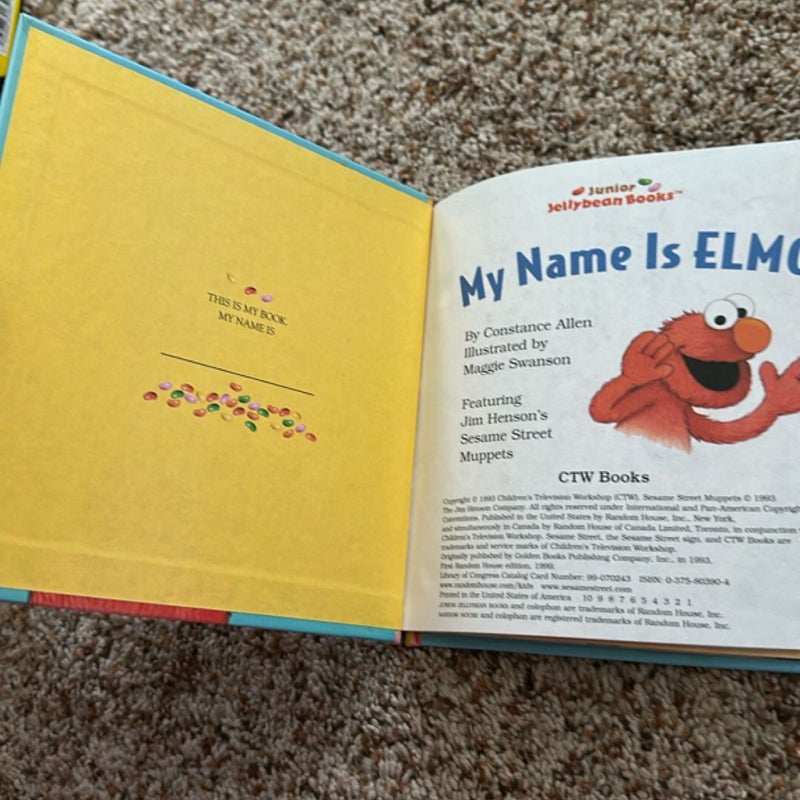 THIS IS MY BOOK.
MY NAME IS
Junior
Jellybean Books™
My Name Is ELMO
By Constance Allen
Illustrated by
Maggie Swanson
Featuring
Jim Henson's
Sesame Street
Muppets
CTW Books
Copyright © 1993 Children's Television Workshop (CTW). Sesame Street Muppets © 1993
The Jim Henson Company. All rights reserved under International and Pan-American Copyright
Conventions. Published in the United States by Random House, Inc., New York,
and simultaneously in Canada by Random House of Canada Limited, Toronto, in conjunction
Children's Television Workshop. Sesame Street, the Sesame Street sign, and CTW Books are
trademarks and service marks of Children's Television Workshop.
Originally published by Golden Books Publishing Company, Inc., in 1993.
First Random House edition, 1999.
Library of Congress Catalog Card Number: 99-070243 ISBN: 0-375-80390-4
www.randomhouse.com/kids www.sesamestreet.com
Printed in the United States of America 10 9 8 7 6 5 4 3 2 1
JUNIOR JELLYBEAN BOOKS and colophon are trademarks of Random House, Inc.
RANDOM HOUSE and colophon are registered trademarks of Random House, Inc.